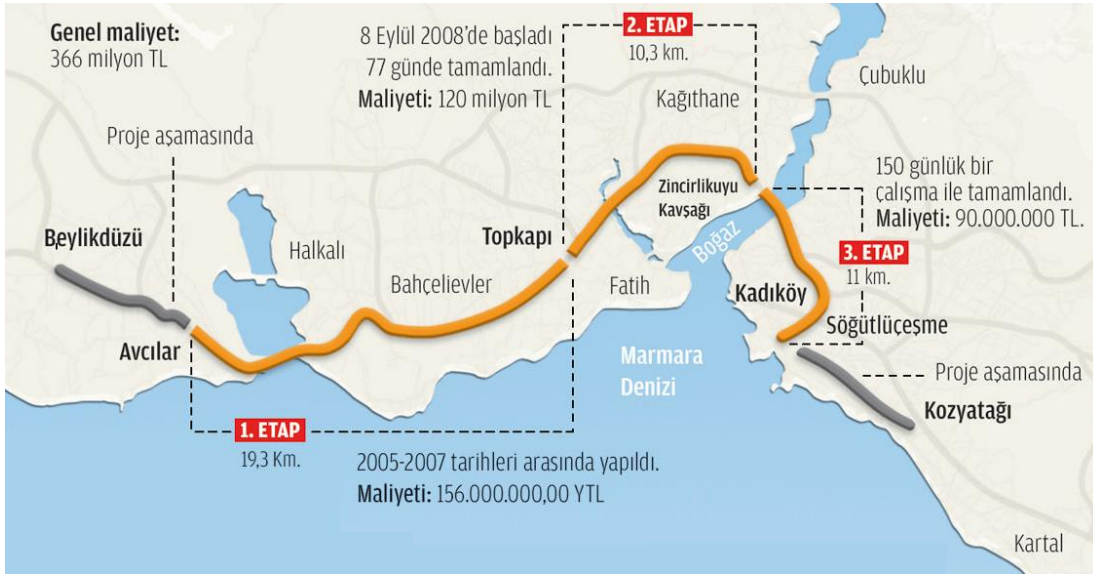 Genel maliyet:
366 milyon TL
8 Eylül 2008'de başladı
77 günde tamamlandı.
Maliyeti: 120 milyon TL
2. ETAP
10,3 km.
Çubuklu
Kağıthane
Proje aşamasında
150 günlük bir
çalışma ile tamamlandı.
Maliyeti: 90.000.000 TL.
Zincirlikuyu
Kavşağı
Beylikdüzü
Halkalı
Topkapı
Boğaz
3. ETAP
11 km.
Bahçelievler
Fatih
Kadıköy
Söğütlüçeşme
Avcılar
Marmara
Denizi
Proje aşamasında
Kozyatağı
1. ETAP
19,3 Km.
2005-2007 tarihleri arasında yapıldı.
Maliyeti: 156.000.000,00 YTL
Kartal